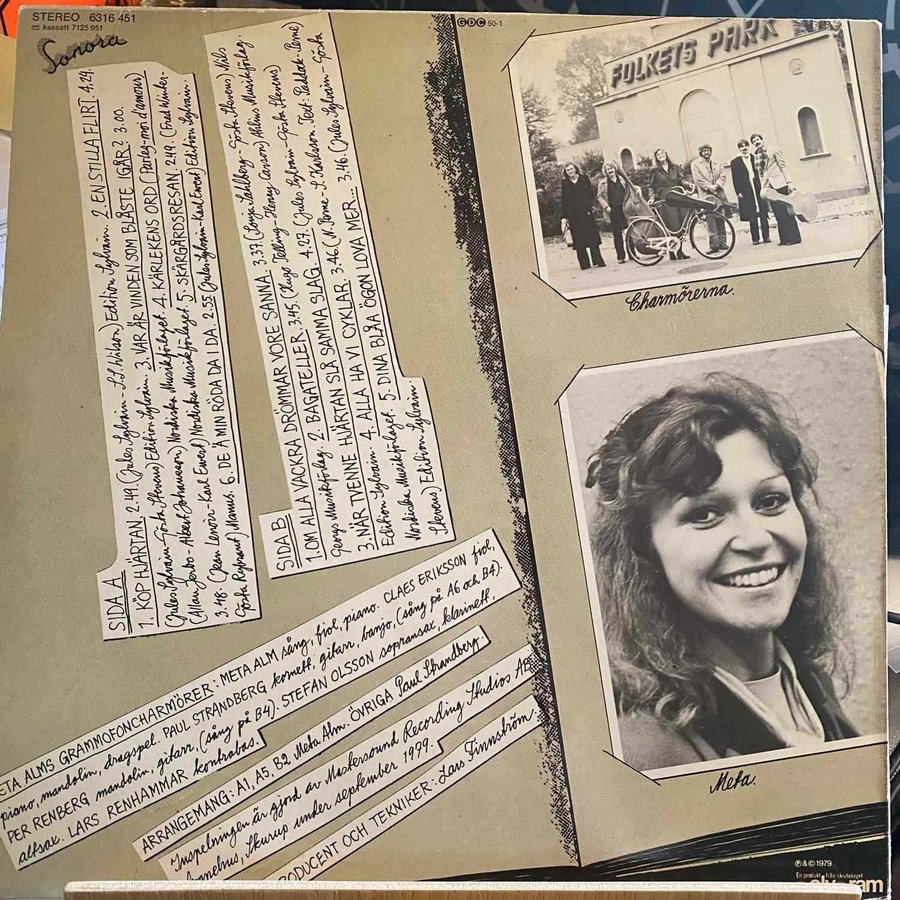 STEREO 6316 451
kassett 7125 951
Sonora
GDC 50-1
SIDA A
1. KÖP HJÄRTAN. 2.49. (Jules Sylvain - S.S. Wilson) Edition Sylvain. 2. EN STILLA FLIRT. 4.24.
(Jules Sylvain-Gösta Stevens) Edition Sylvain. 3. VAR ÄR VINDEN SOM BLÅSTE IGÅR? 3.00.
(Allan Jenbo-Albert Johansson) Nordiska Musikförlaget. 4. KÄRLEKENS ORD (Parlez-moi d'amour)
3.48. (Jean Lenoir-Karl Ewert) Nordiska Musikförlaget. 5. SKÄRGÅRDSRESAN. 2.49. (Fred Winter-
Gösta Rybrant) Manus. 6. DE Ä MIN RÖDA DA I DA. 2.55. (Jules Sylvain-Karl Ewert) Edition Sylvain.
SIDA B
1. OM ALLA VACKRA DRÖMMAR VORE SANNA. 3.37. (Sahlberg - Gösta Stevens) Nils
Georgs Musikförlag. 2. BAGATELLER. 3.45. (Henry Carson) Musikförlag.
3. NÄR TVENNE HJÄRTAN SLÅ SAMMA SLAG. 4.27. (Jules Sylvain - Gösta Stevens)
Edition Sylvain. 4. ALLA HA VI CYKLAR. 3.46 (N. Perne S. Karlsson. Text: Paddock-Perne)
Nordiska Musikförlaget. 5. DINA BLÅA ÖGON LOVA MER... 3.46. (Jules Sylvain - Gösta
Stevens) Edition Sylvain.
META ALMS GRAMMOFONCHARMÖRER: META ALM sång, fiol, piano. CLAES ERIKSSON fiol,
piano, mandolin, dragspel. PAUL STRANDBERG kornett, gitarr, banjo, (sång på A6 och B4).
PER RENBERG mandolin, gitarr, (sång på B4). STEFAN OLSSON sopransax, klarinett,
altsax. LARS RENHAMMAR kontrabas.
ARRANGEMANG: A1, A5, B2 Meta Alm. ÖVRIGA Paul Strandberg.
Inspelningen är gjord av Mastersound Recording Studios AB,
Skurup under september 1979.
PRODUCENT OCH TEKNIKER: Lars Finnström.
FOLKETS PARK
Charmörerna.
Meta.
℗ & © 1979
En produkt från skivbolaget